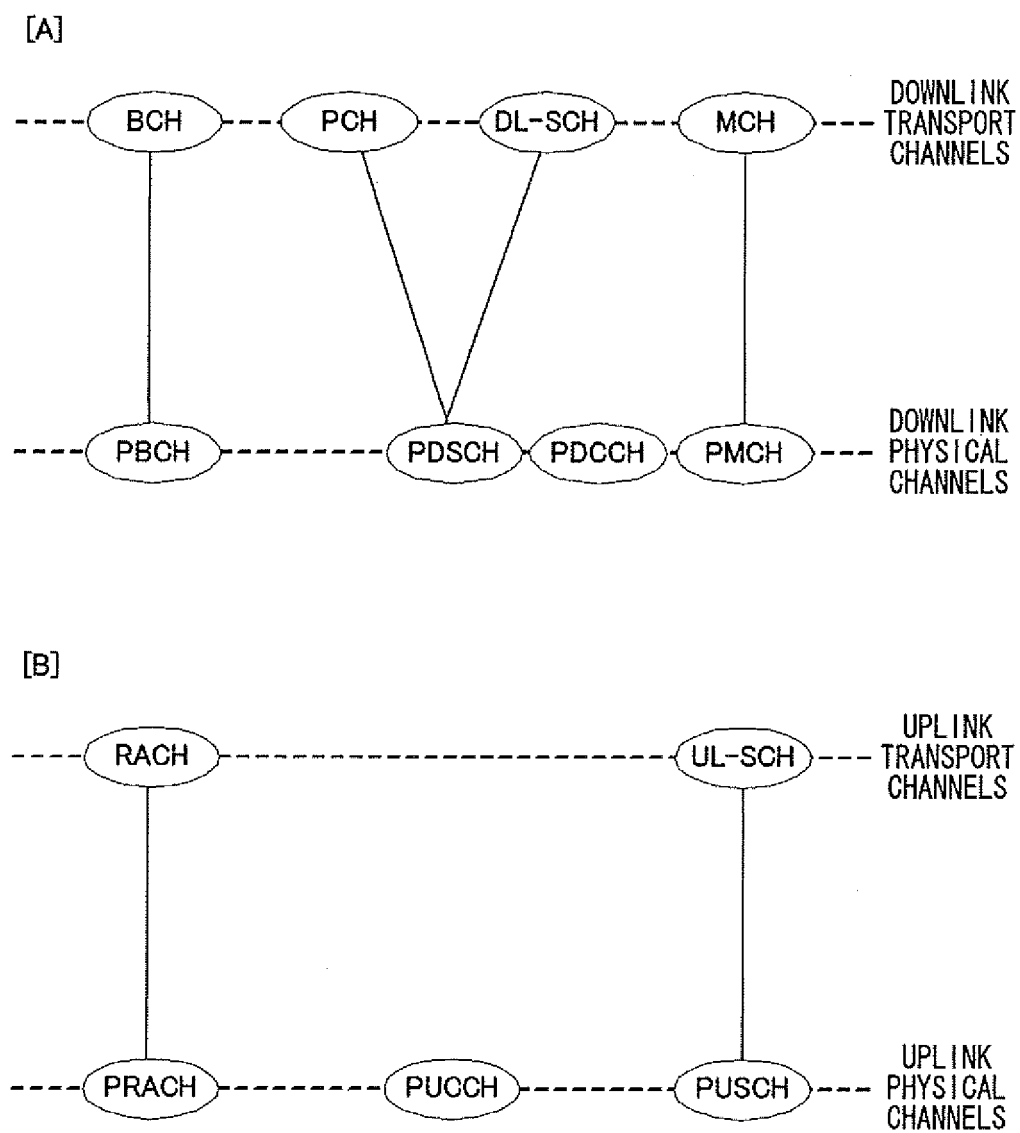 [A]
BCH PCH DL-SCH MCH
DOWNLINK
TRANSPORT
CHANNELS
PBCH PDSCH PDCCH PMCH
DOWNLINK
PHYSICAL
CHANNELS
[B]
RACH UL-SCH
UPLINK
TRANSPORT
CHANNELS
PRACH PUCCH PUSCH
UPLINK
PHYSICAL
CHANNELS